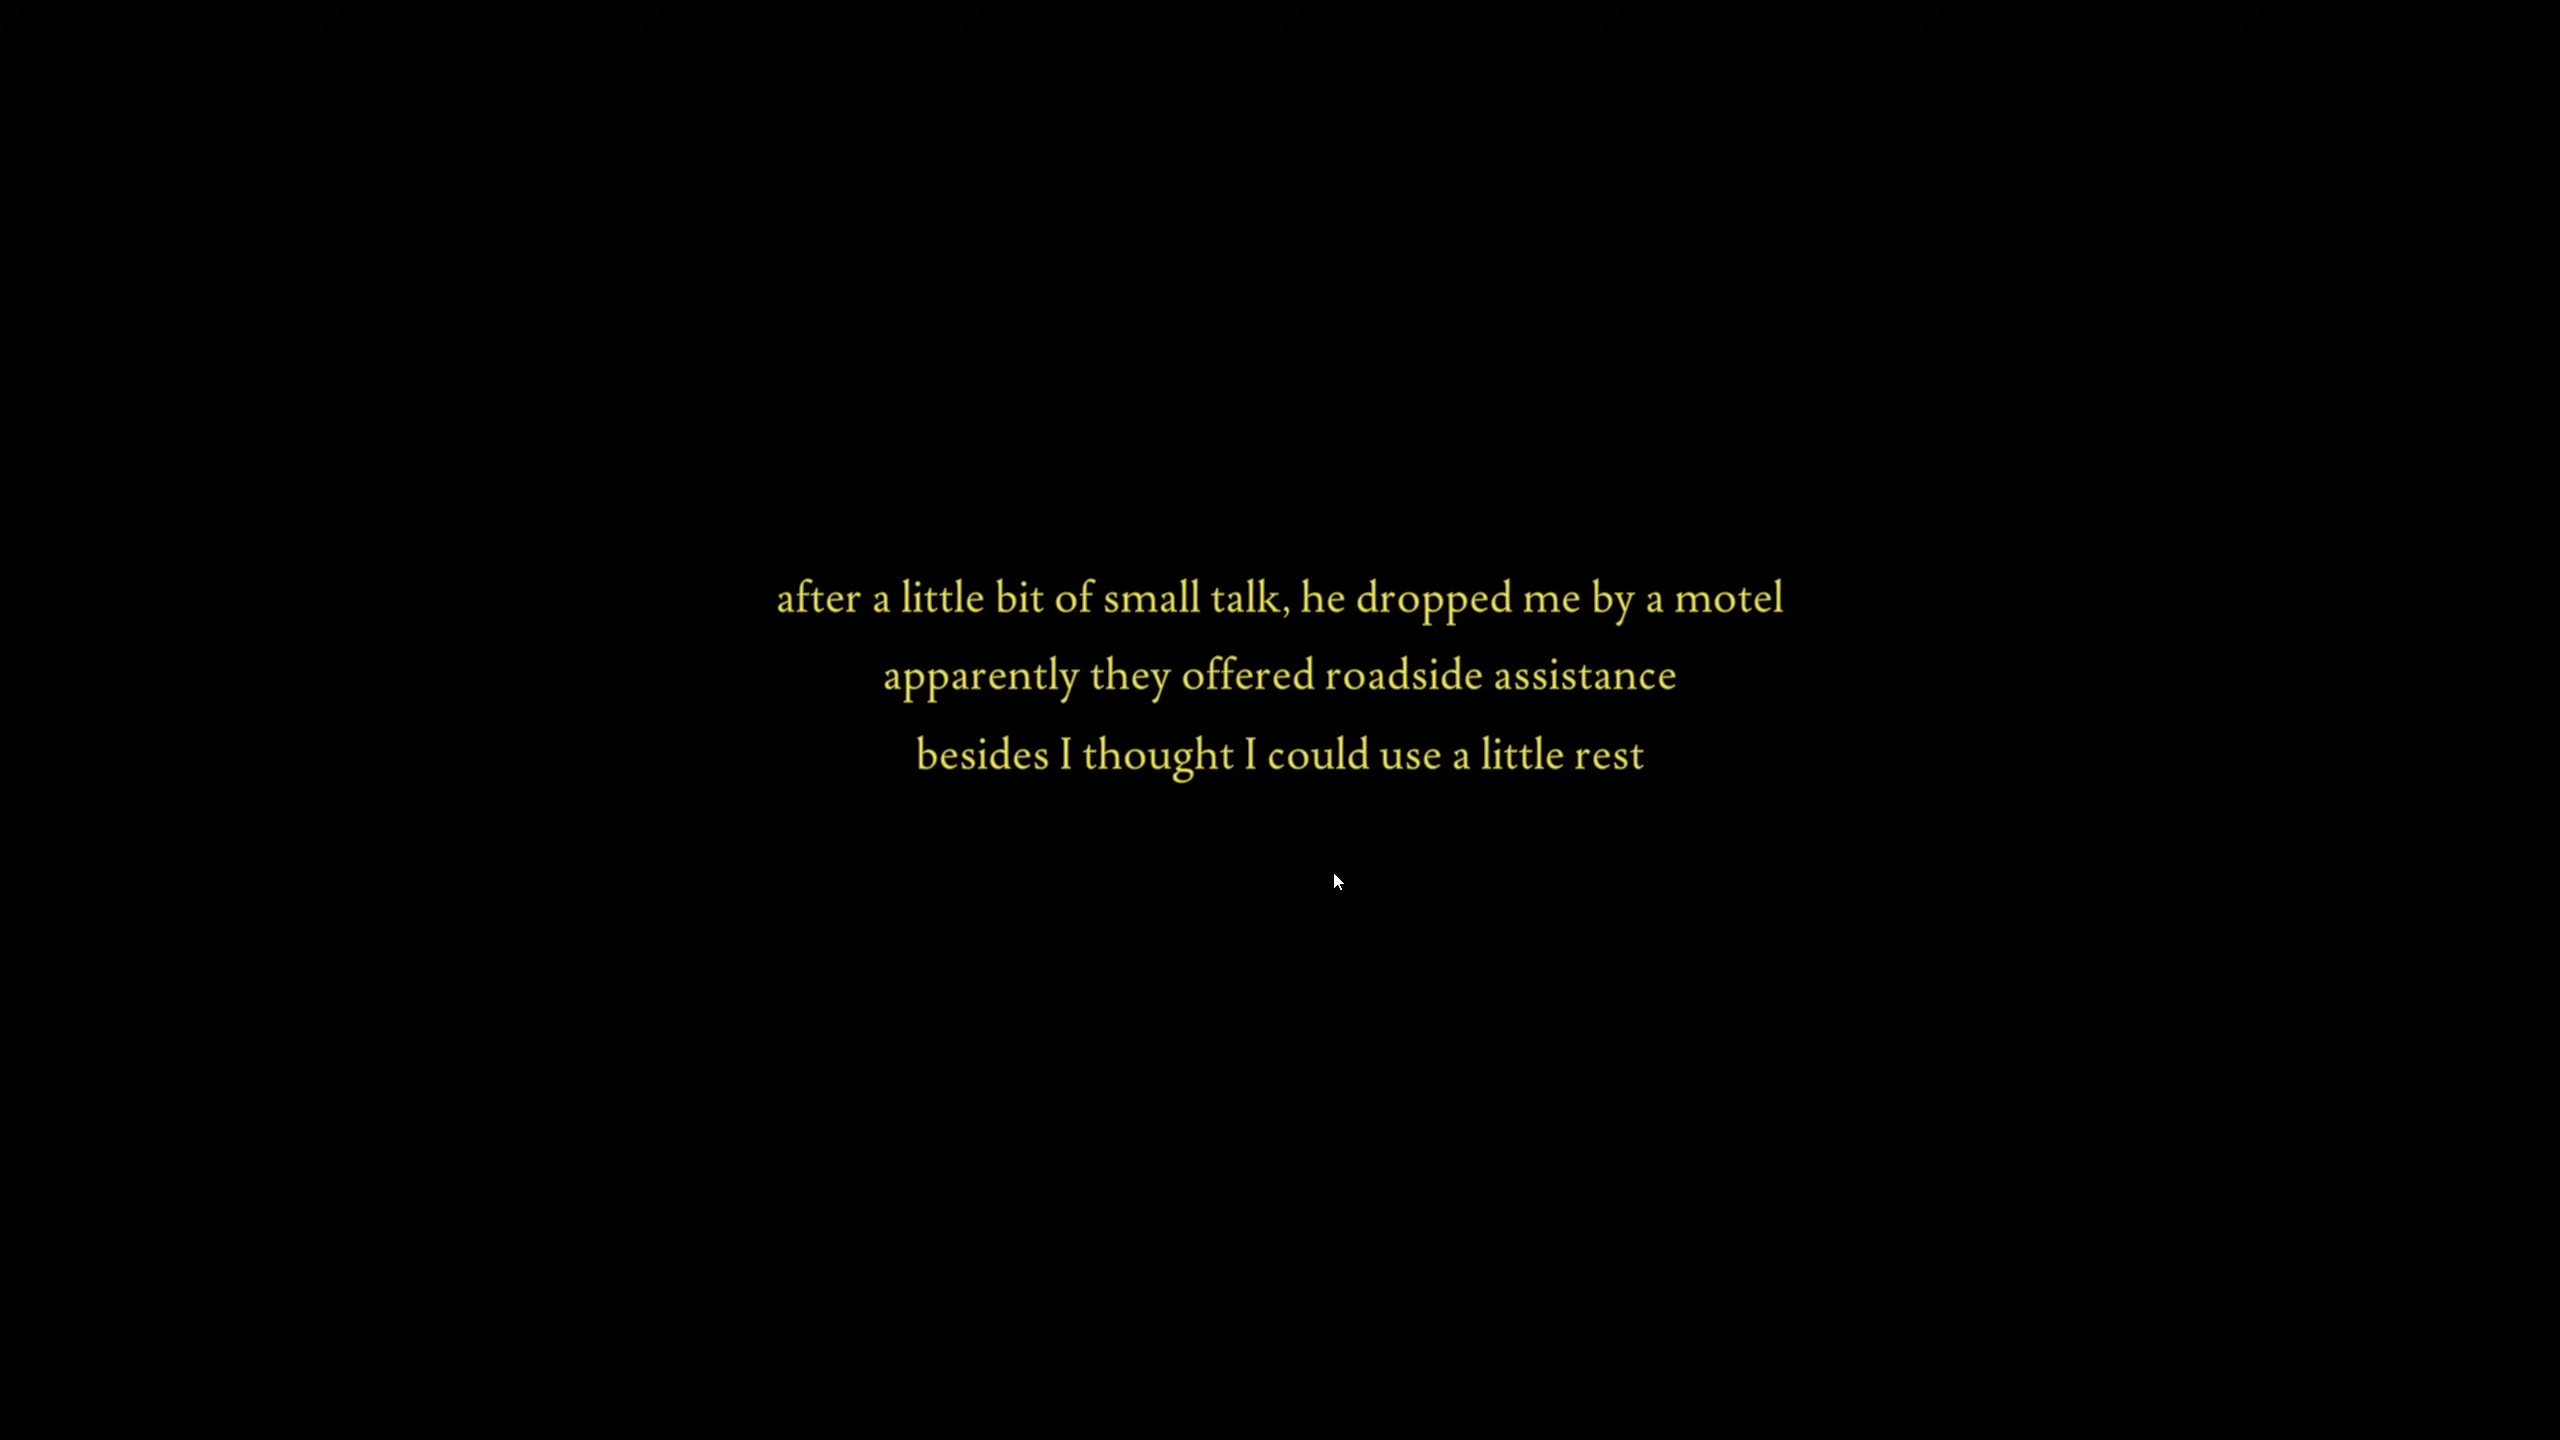 after a little bit of small talk, he dropped me by a motel
apparently they offered roadside assistance
besides I thought I could use a little rest